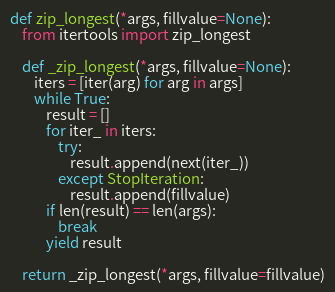 def zip_longest(*args, fillvalue=None):
    from itertools import zip_longest

    def _zip_longest(*args, fillvalue=None):
        iters = [iter(arg) for arg in args]
        while True:
            result = []
            for iter_ in iters:
                try:
                    result.append(next(iter_))
                except StopIteration:
                    result.append(fillvalue)
            if len(result) == len(args):
                break
            yield result

    return _zip_longest(*args, fillvalue=fillvalue)